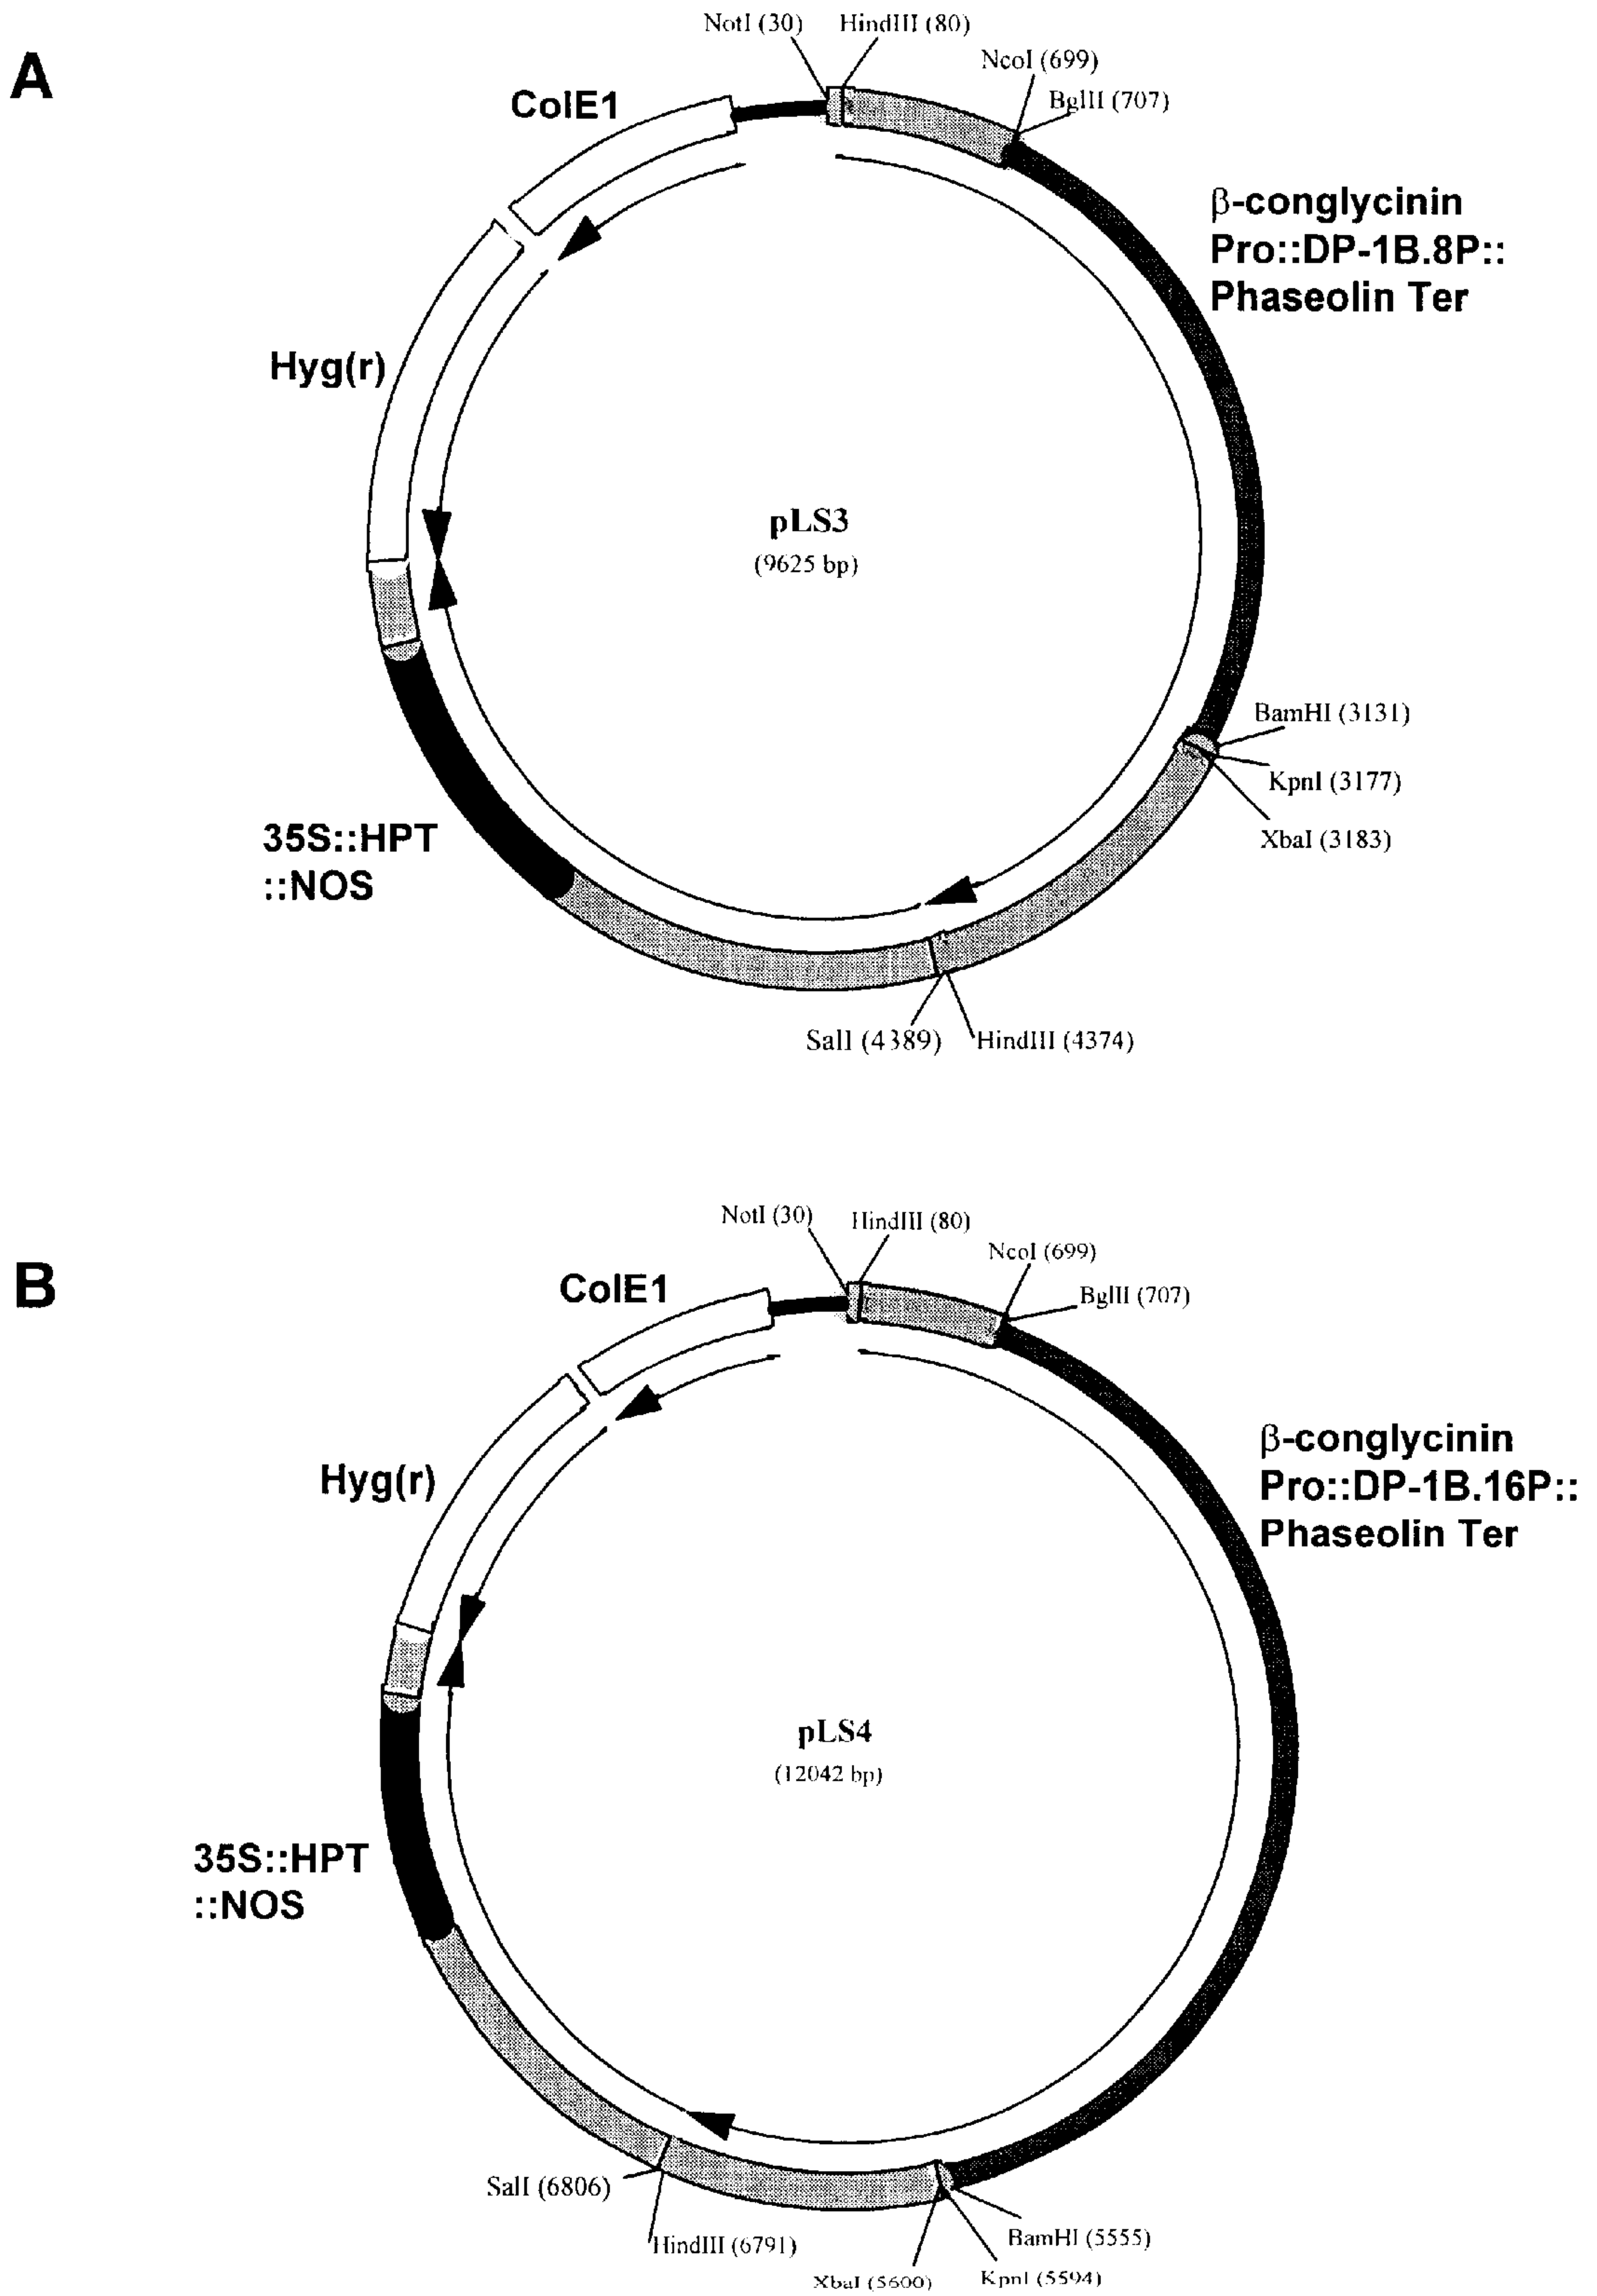 A
NotI (30)
HindIII (80)
NcoI (699)
BglII (707)
ColE1
β-conglycinin
Pro::DP-1B.8P::
Phaseolin Ter
Hyg(r)
pLS3
(9625 bp)
BamHI (3131)
KpnI (3177)
XbaI (3183)
35S::HPT
::NOS
SalI (4389)
HindIII (4374)
B
NotI (30)
HindIII (80)
NcoI (699)
BglII (707)
ColE1
β-conglycinin
Pro::DP-1B.16P::
Phaseolin Ter
Hyg(r)
pLS4
(12042 bp)
35S::HPT
::NOS
SalI (6806)
HindIII (6791)
BamHI (5555)
XbaI (5600)
KpnI (5594)